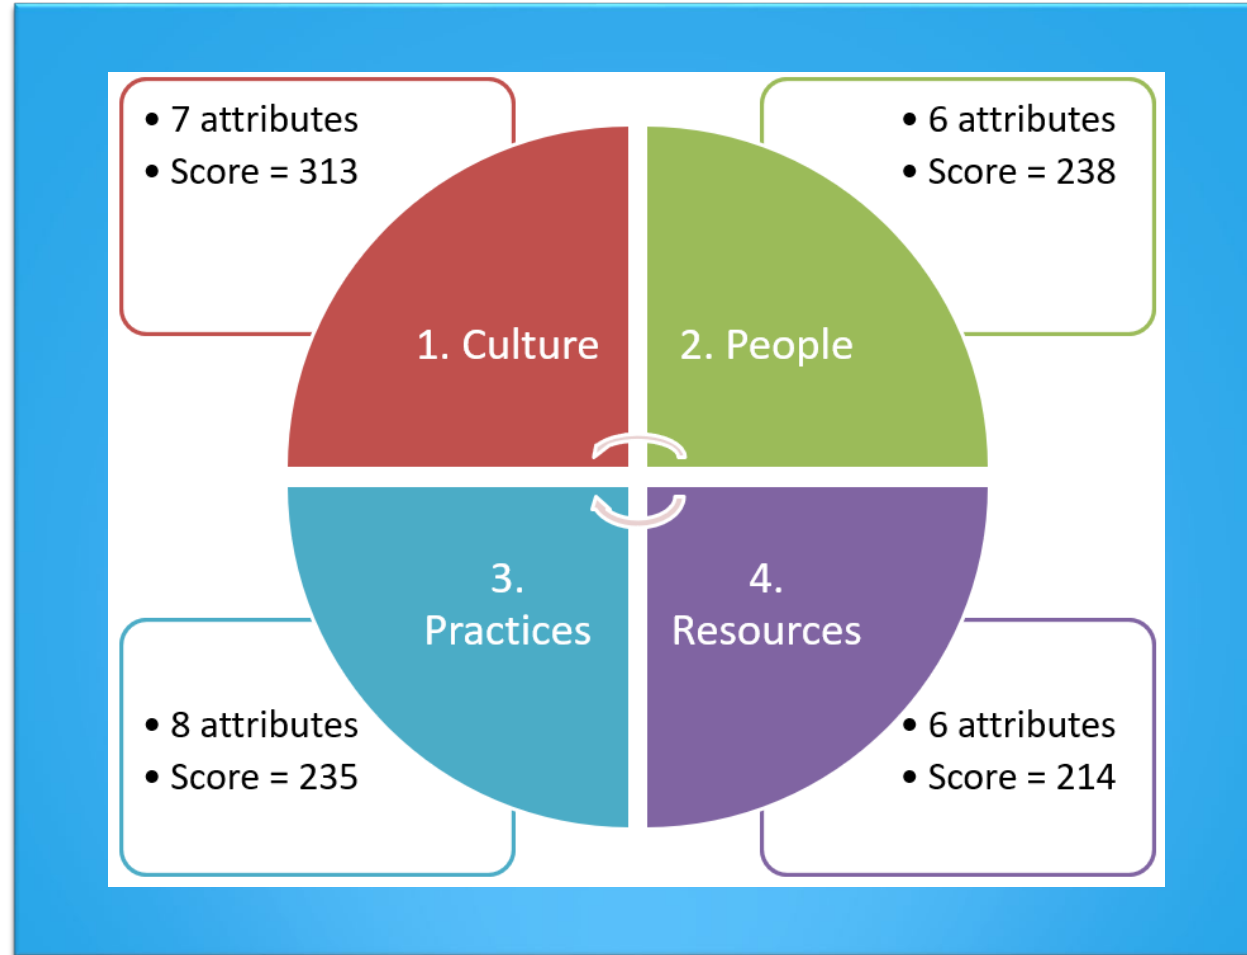 • 7 attributes
• Score = 313
• 6 attributes
• Score = 238
1. Culture
2. People
3.
Practices
4.
Resources
• 8 attributes
• Score = 235
• 6 attributes
• Score = 214